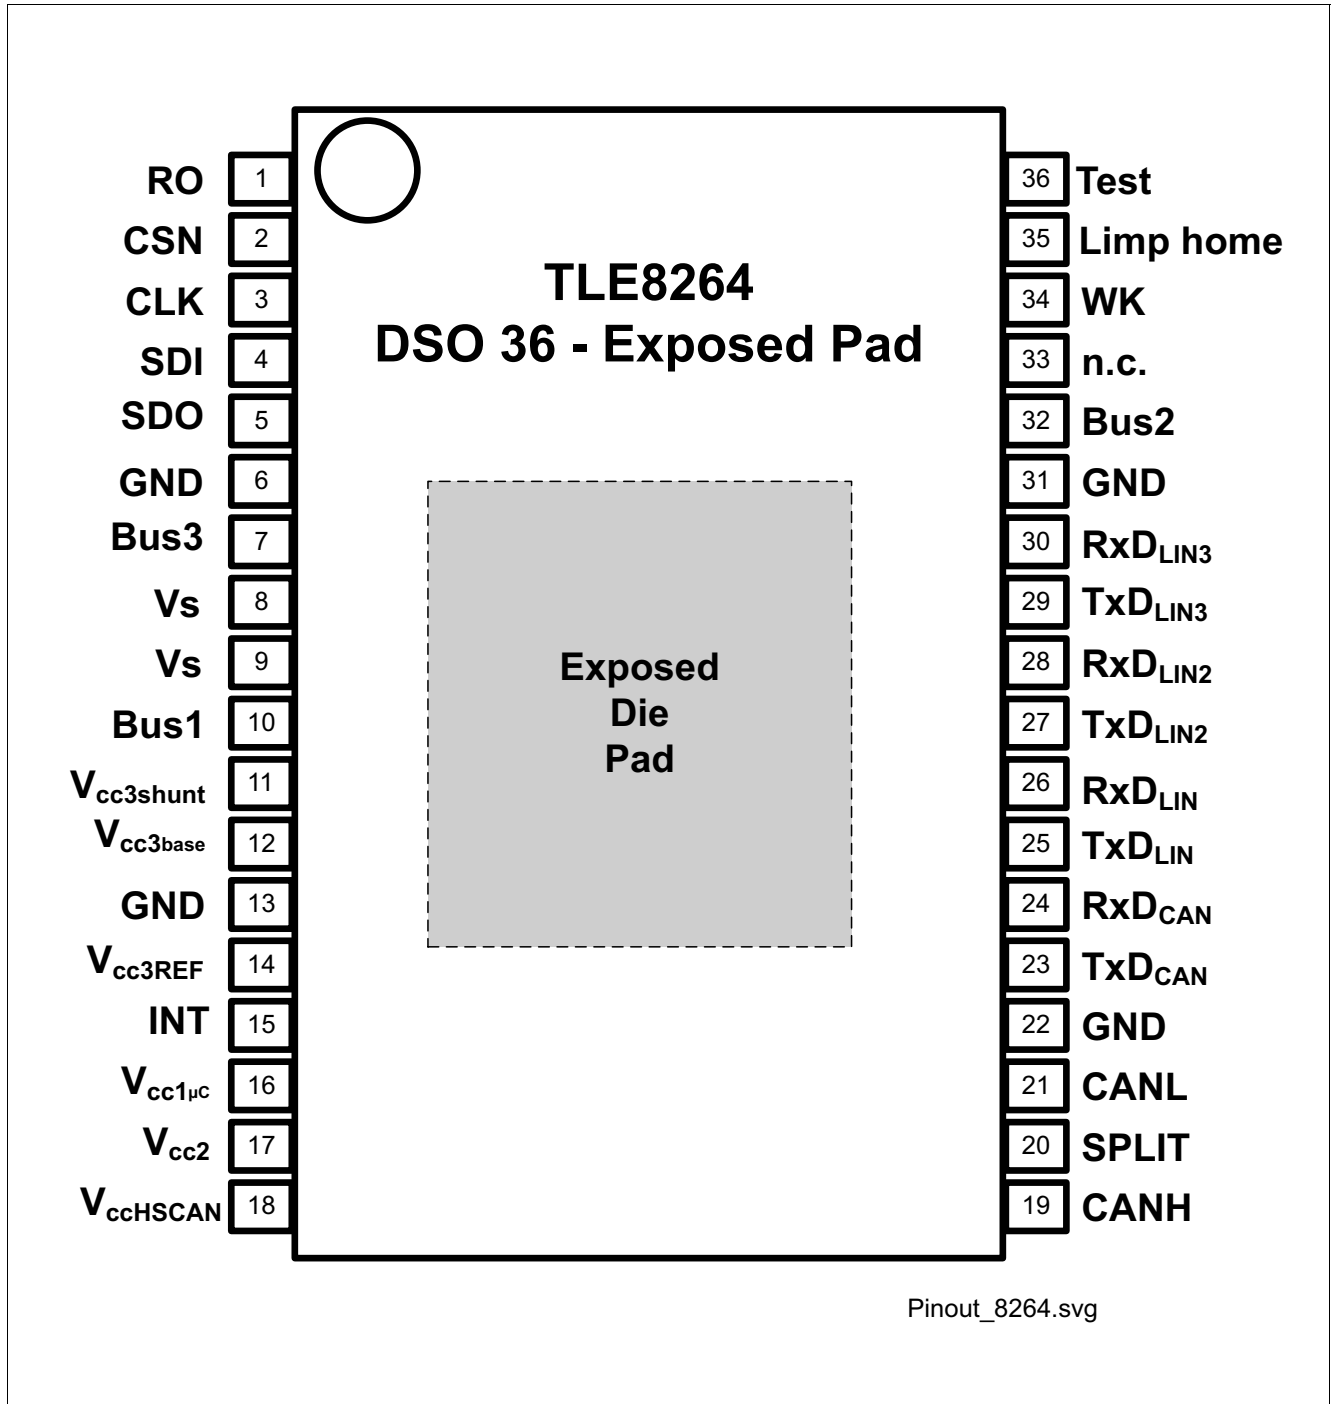 RO 1
CSN 2
CLK 3
SDI 4
SDO 5
GND 6
Bus3 7
Vs 8
Vs 9
Bus1 10
Vcc3shunt 11
Vcc3base 12
GND 13
Vcc3REF 14
INT 15
Vcc1µC 16
Vcc2 17
VccHSCAN 18
TLE8264
DSO 36 - Exposed Pad
Exposed
Die
Pad
36 Test
35 Limp home
34 WK
33 n.c.
32 Bus2
31 GND
30 RxDLIN3
29 TxDLIN3
28 RxDLIN2
27 TxDLIN2
26 RxDLIN
25 TxDLIN
24 RxDCAN
23 TxDCAN
22 GND
21 CANL
20 SPLIT
19 CANH
Pinout_8264.svg